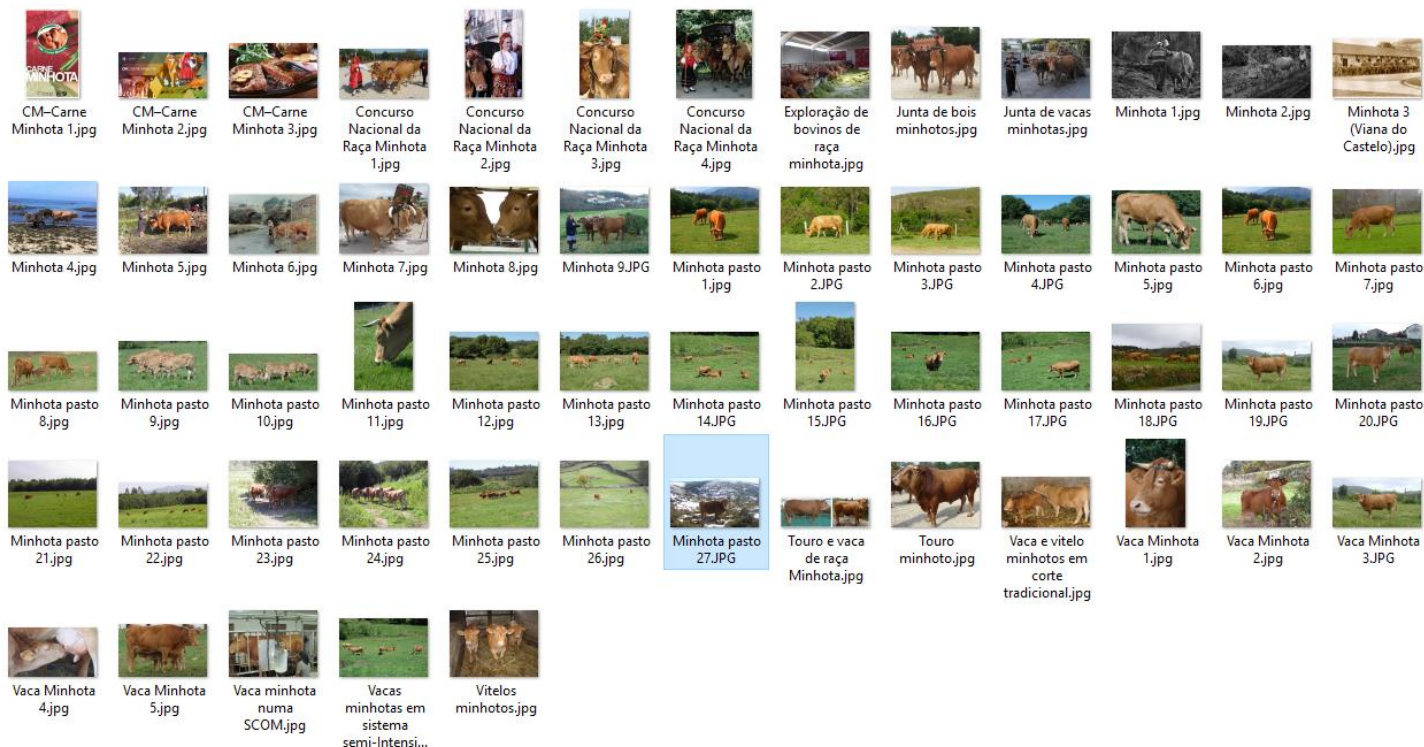 CARNE
MINHOTA
CM–Carne
Minhota 1.jpg
CM–Carne
Minhota 2.jpg
CM–Carne
Minhota 3.jpg
Concurso
Nacional da
Raça Minhota
1.jpg
Concurso
Nacional da
Raça Minhota
2.jpg
Concurso
Nacional da
Raça Minhota
3.jpg
Concurso
Nacional da
Raça Minhota
4.jpg
Exploração de
bovinos de
raça
minhota.jpg
Junta de bois
minhotos.jpg
Junta de vacas
minhotas.jpg
Minhota 1.jpg
Minhota 2.jpg
Minhota 3
(Viana do
Castelo).jpg
Minhota 4.jpg
Minhota 5.jpg
Minhota 6.jpg
Minhota 7.jpg
Minhota 8.jpg
Minhota 9.JPG
Minhota pasto
1.jpg
Minhota pasto
2.JPG
Minhota pasto
3.JPG
Minhota pasto
4.JPG
Minhota pasto
5.jpg
Minhota pasto
6.jpg
Minhota pasto
7.jpg
Minhota pasto
8.jpg
Minhota pasto
9.jpg
Minhota pasto
10.jpg
Minhota pasto
11.jpg
Minhota pasto
12.jpg
Minhota pasto
13.jpg
Minhota pasto
14.JPG
Minhota pasto
15.JPG
Minhota pasto
16.JPG
Minhota pasto
17.JPG
Minhota pasto
18.JPG
Minhota pasto
19.JPG
Minhota pasto
20.JPG
Minhota pasto
21.jpg
Minhota pasto
22.jpg
Minhota pasto
23.jpg
Minhota pasto
24.jpg
Minhota pasto
25.jpg
Minhota pasto
26.jpg
Minhota pasto
27.JPG
Touro e vaca
de raça
Minhota.jpg
Touro
minhoto.jpg
Vaca e vitelo
minhotos em
corte
tradicional.jpg
Vaca Minhota
1.jpg
Vaca Minhota
2.jpg
Vaca Minhota
3.JPG
Vaca Minhota
4.jpg
Vaca Minhota
5.jpg
Vaca minhota
numa
SCOM.jpg
Vacas
minhotas em
sistema
semi-Intensi...
Vitelos
minhotos.jpg